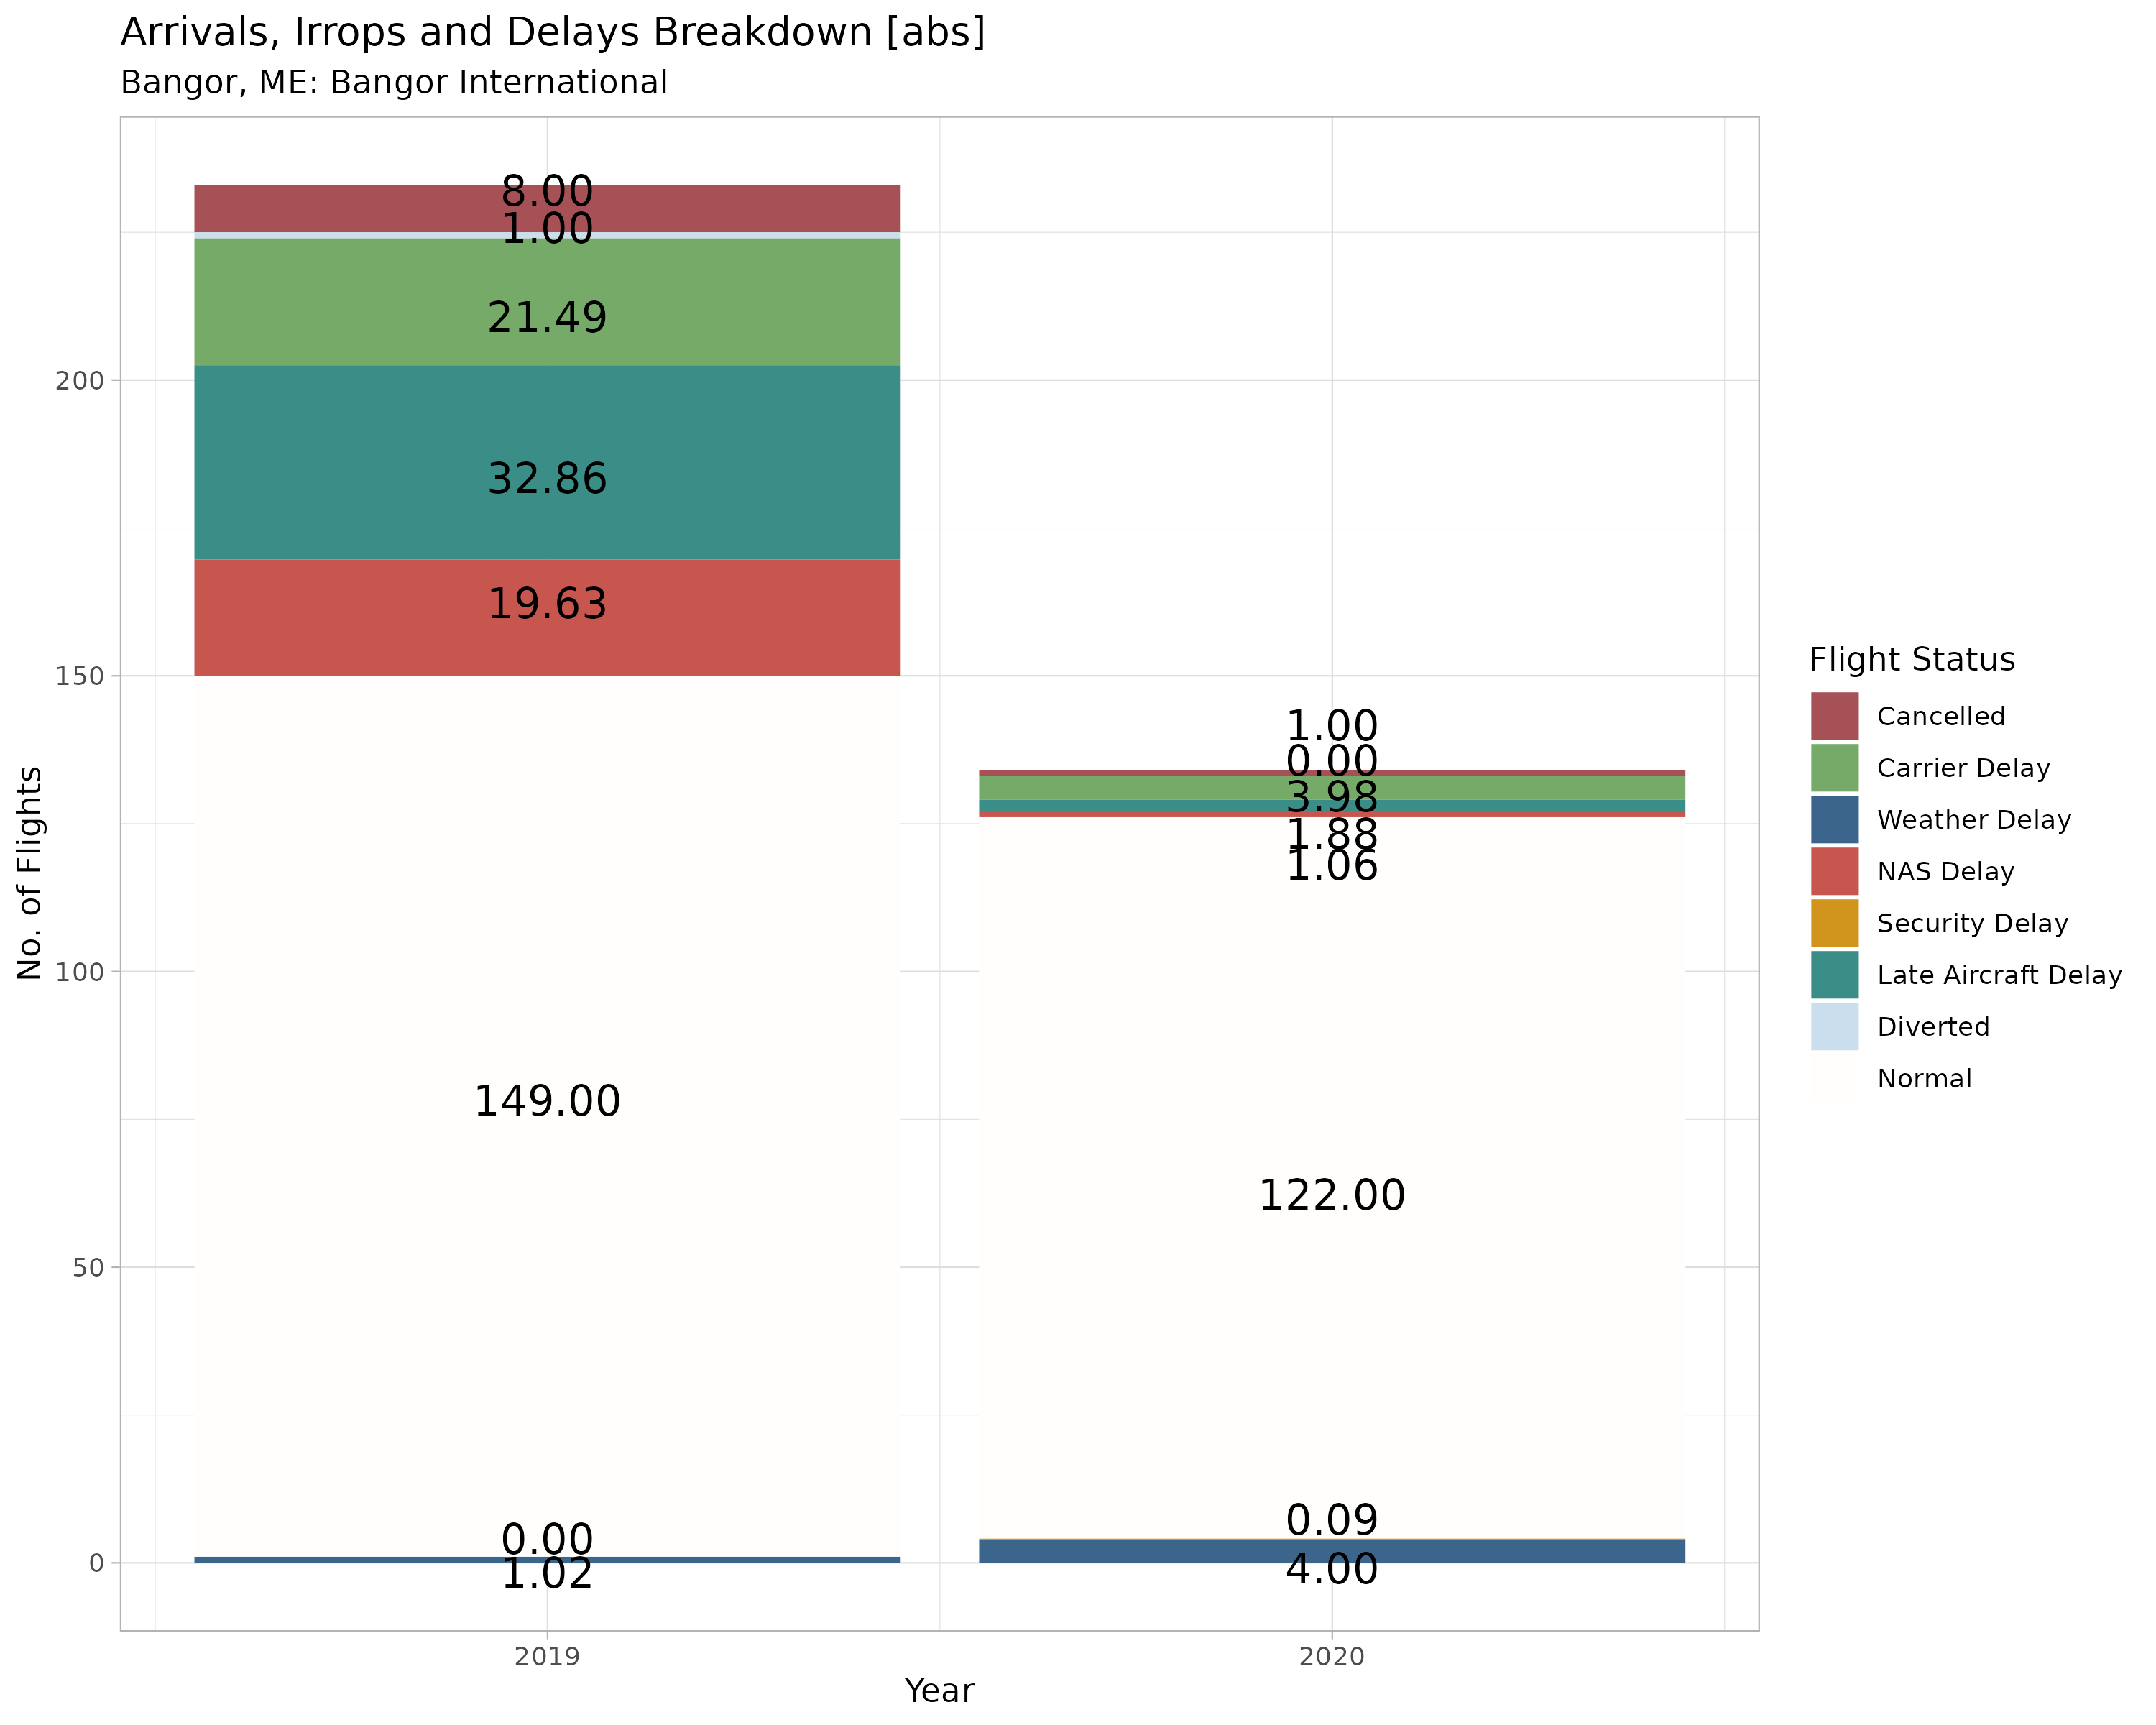 Arrivals, Irrops and Delays Breakdown [abs]
Bangor, ME: Bangor International
No. of Flights
200
150
100
50
0
8.00
1.00
21.49
32.86
19.63
149.00
0.00
1.02
1.00
0.00
3.98
1.88
1.06
122.00
0.09
4.00
2019
2020
Year
Flight Status
Cancelled
Carrier Delay
Weather Delay
NAS Delay
Security Delay
Late Aircraft Delay
Diverted
Normal